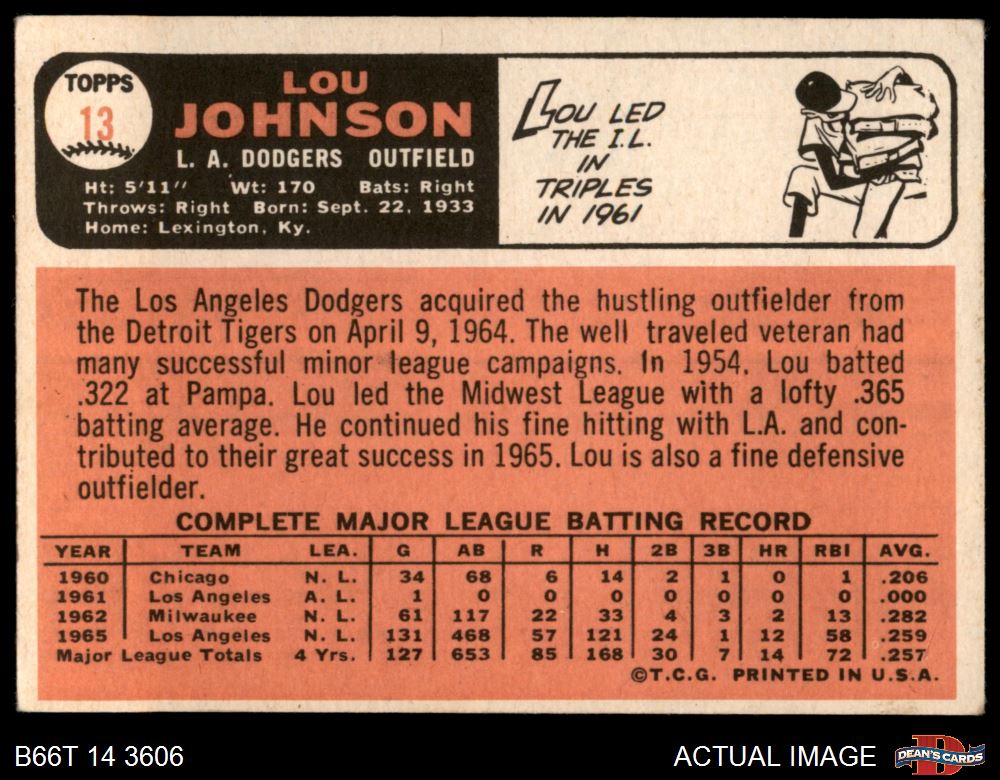 TOPPS
13
LOU
JOHNSON
L. A. DODGERS OUTFIELD
Ht: 5'11" Wt: 170 Bats: Right
Throws: Right Born: Sept. 22, 1933
Home: Lexington, Ky.
LOU LED
THE I.L.
IN
TRIPLES
IN 1961
The Los Angeles Dodgers acquired the hustling outfielder from
the Detroit Tigers on April 9, 1964. The well traveled veteran had
many successful minor league campaigns. In 1954, Lou batted
.322 at Pampa. Lou led the Midwest League with a lofty .365
batting average. He continued his fine hitting with L.A. and con-
tributed to their great success in 1965. Lou is also a fine defensive
outfielder.
COMPLETE MAJOR LEAGUE BATTING RECORD
YEAR TEAM LEA. G AB R H 2B 3B HR RBI AVG.
1960 Chicago N. L. 34 68 6 14 2 1 0 1 .206
1961 Los Angeles A. L. 1 0 0 0 0 0 0 0 .000
1962 Milwaukee N. L. 61 117 22 33 4 3 2 13 .282
1965 Los Angeles N. L. 131 468 57 121 24 1 12 58 .259
Major League Totals 4 Yrs. 127 653 85 168 30 7 14 72 .257
©T.C.G. PRINTED IN U.S.A.
B66T 14 3606
ACTUAL IMAGE
D
DEAN'S CARDS